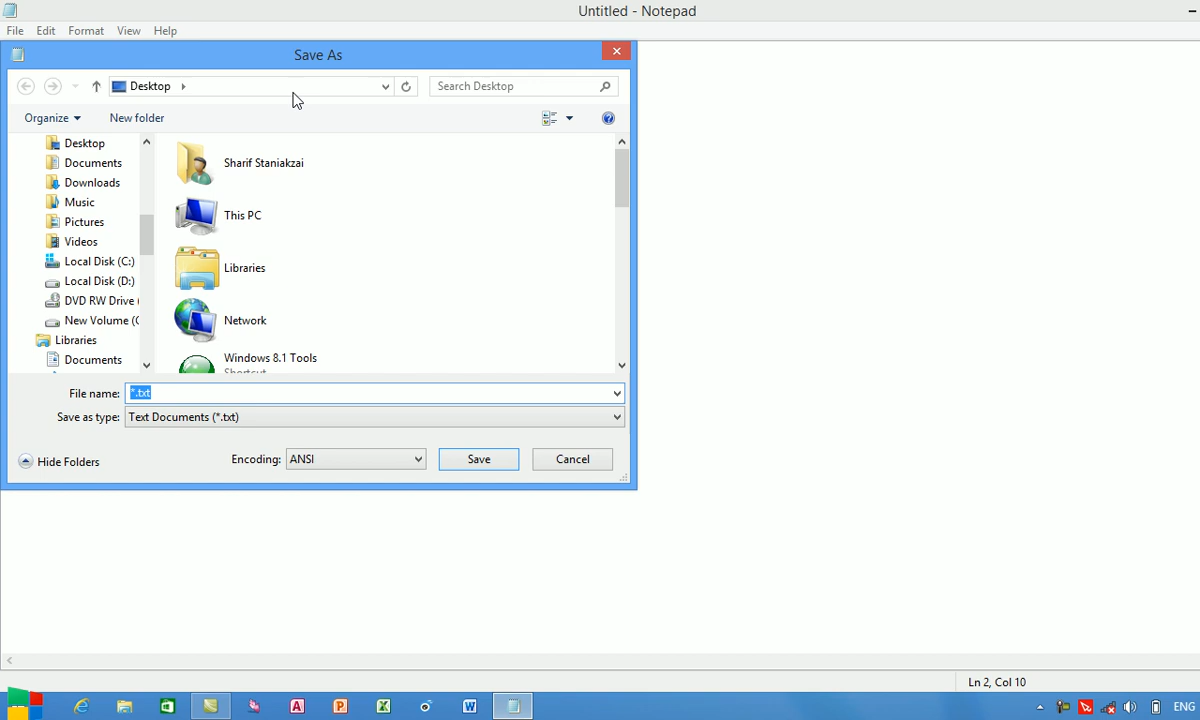 Untitled - Notepad
File Edit Format View Help
Save As
Desktop
Search Desktop
Organize New folder
Desktop
Documents
Downloads
Music
Pictures
Videos
Local Disk (C:)
Local Disk (D:)
DVD RW Drive (
New Volume (
Libraries
Documents
Sharif Staniakzai
This PC
Libraries
Network
Windows 8.1 Tools
Shortcut
File name: *.txt
Save as type: Text Documents (*.txt)
Hide Folders Encoding: ANSI Save Cancel
Ln 2, Col 10
ENG